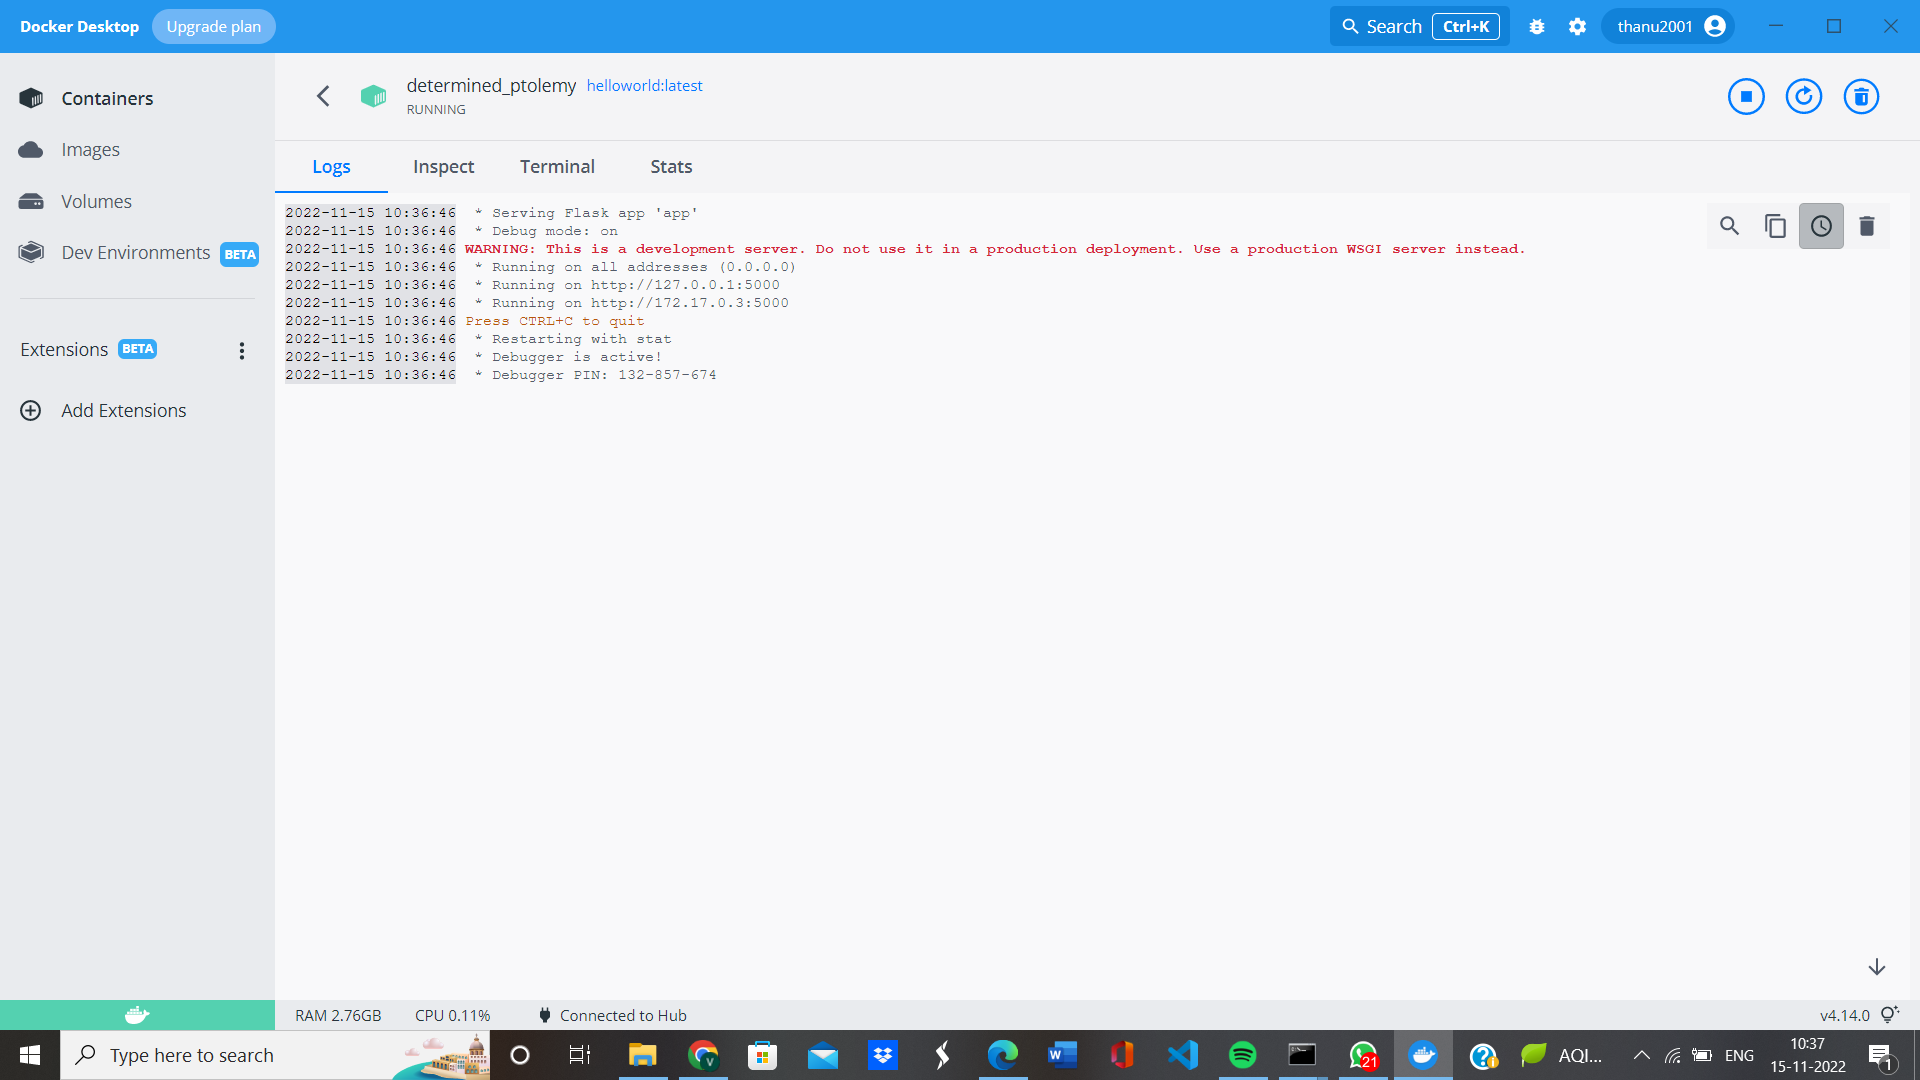 Docker Desktop Upgrade plan Search Ctrl+K thanu2001
Containers
Images
Volumes
Dev Environments BETA
Extensions BETA
Add Extensions
determined_ptolemy helloworld:latest
RUNNING
Logs Inspect Terminal Stats
2022-11-15 10:36:46  * Serving Flask app 'app'
2022-11-15 10:36:46  * Debug mode: on
2022-11-15 10:36:46 WARNING: This is a development server. Do not use it in a production deployment. Use a production WSGI server instead.
2022-11-15 10:36:46  * Running on all addresses (0.0.0.0)
2022-11-15 10:36:46  * Running on http://127.0.0.1:5000
2022-11-15 10:36:46  * Running on http://172.17.0.3:5000
2022-11-15 10:36:46 Press CTRL+C to quit
2022-11-15 10:36:46  * Restarting with stat
2022-11-15 10:36:46  * Debugger is active!
2022-11-15 10:36:46  * Debugger PIN: 132-857-674
RAM 2.76GB CPU 0.11% Connected to Hub v4.14.0
Type here to search V W 21 AQI... ENG 10:37
15-11-2022 1